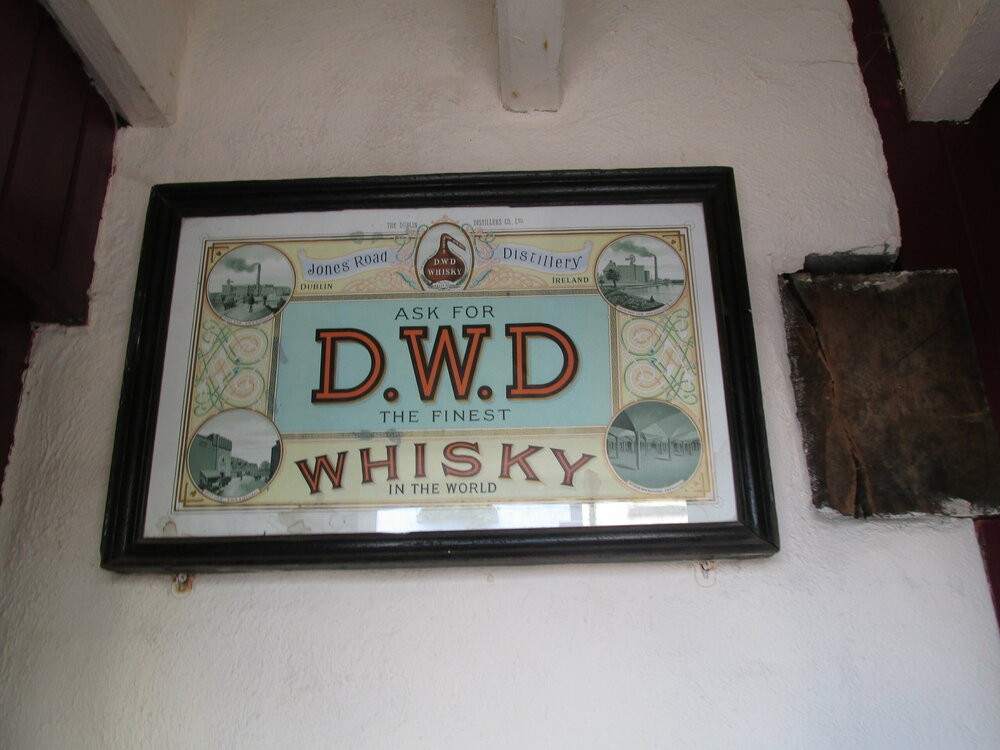 THE DUBLIN DISTILLERS CO., LTD.
Jones' Road Distillery
DUBLIN IRELAND
D.W.D
WHISKY
ASK FOR
D.W.D
THE FINEST
WHISKY
IN THE WORLD